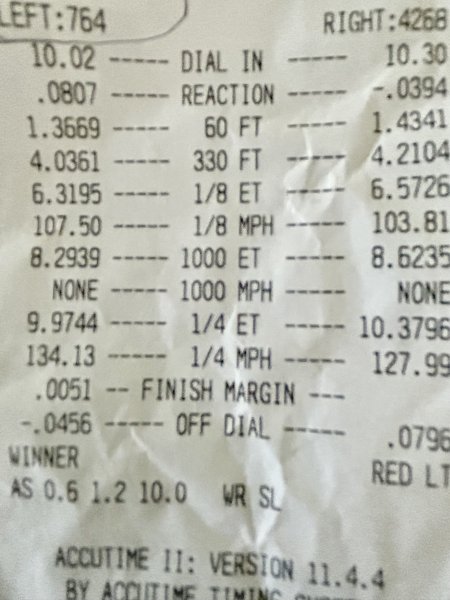 LEFT:764 RIGHT:4268
10.02 ----- DIAL IN ----- 10.30
.0807 ----- REACTION ----- -.0394
1.3669 ----- 60 FT ----- 1.4341
4.0361 ----- 330 FT ----- 4.2104
6.3195 ----- 1/8 ET ----- 6.5726
107.50 ----- 1/8 MPH ----- 103.81
8.2939 ----- 1000 ET ----- 8.6235
NONE ----- 1000 MPH ----- NONE
9.9744 ----- 1/4 ET ----- 10.3796
134.13 ----- 1/4 MPH ----- 127.99
.0051 -- FINISH MARGIN ---
-.0456 ----- OFF DIAL ----- .0796
WINNER RED LT
AS 0.6 1.2 10.0 WR SL
ACCUTIME II: VERSION 11.4.4
BY ACCUTIME TIMING